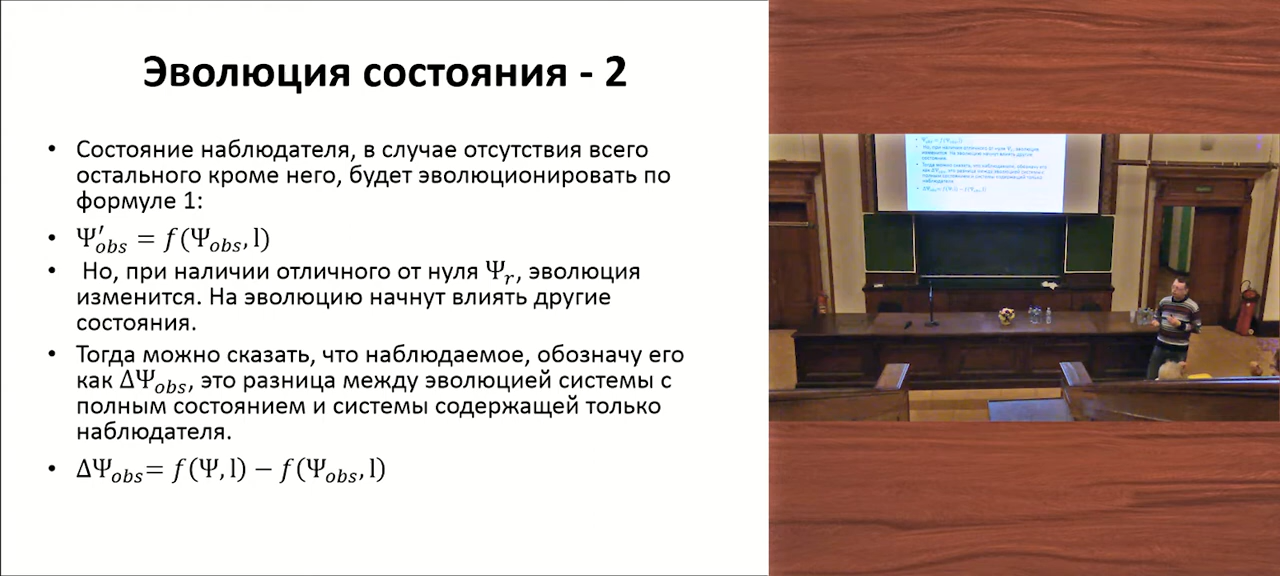 Эволюция состояния - 2
• Состояние наблюдателя, в случае отсутствия всего
остального кроме него, будет эволюционировать по
формуле 1:
• Ψ′obs = f(Ψobs, l)
• Но, при наличии отличного от нуля Ψr, эволюция
изменится. На эволюцию начнут влиять другие
состояния.
• Тогда можно сказать, что наблюдаемое, обозначу его
как ΔΨobs, это разница между эволюцией системы с
полным состоянием и системы содержащей только
наблюдателя.
• ΔΨobs= f(Ψ, l) − f(Ψobs, l)